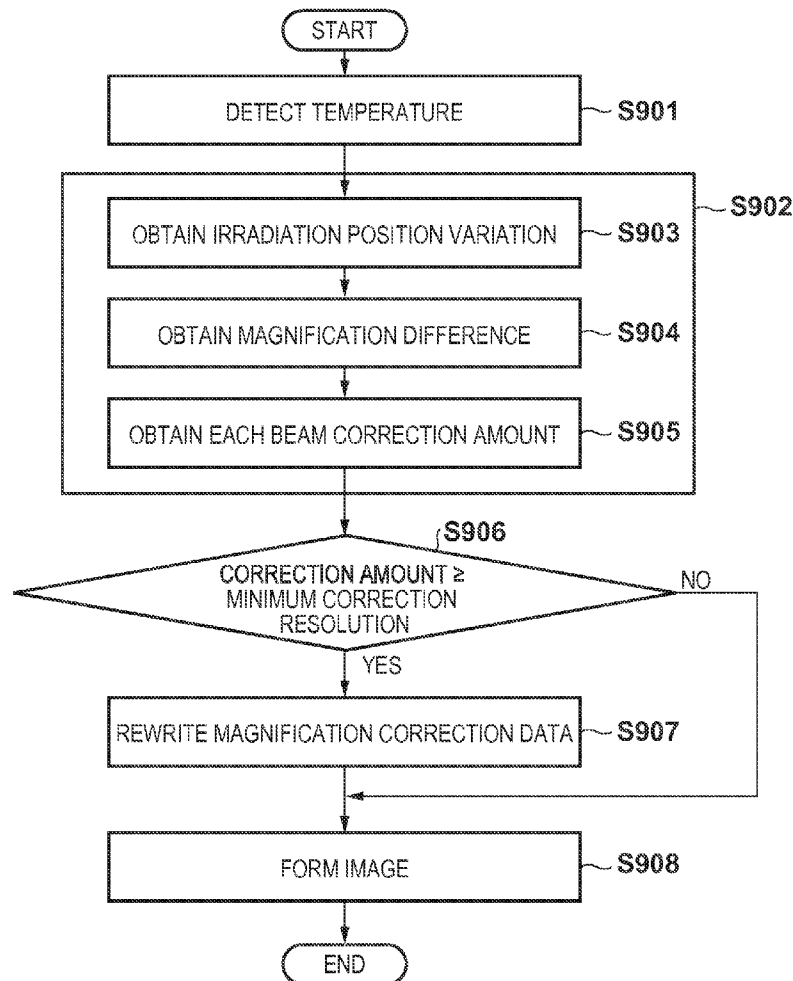 START
DETECT TEMPERATURE
S901
S902
OBTAIN IRRADIATION POSITION VARIATION
S903
OBTAIN MAGNIFICATION DIFFERENCE
S904
OBTAIN EACH BEAM CORRECTION AMOUNT
S905
S906
CORRECTION AMOUNT ≥
MINIMUM CORRECTION
RESOLUTION
NO
YES
REWRITE MAGNIFICATION CORRECTION DATA
S907
FORM IMAGE
S908
END